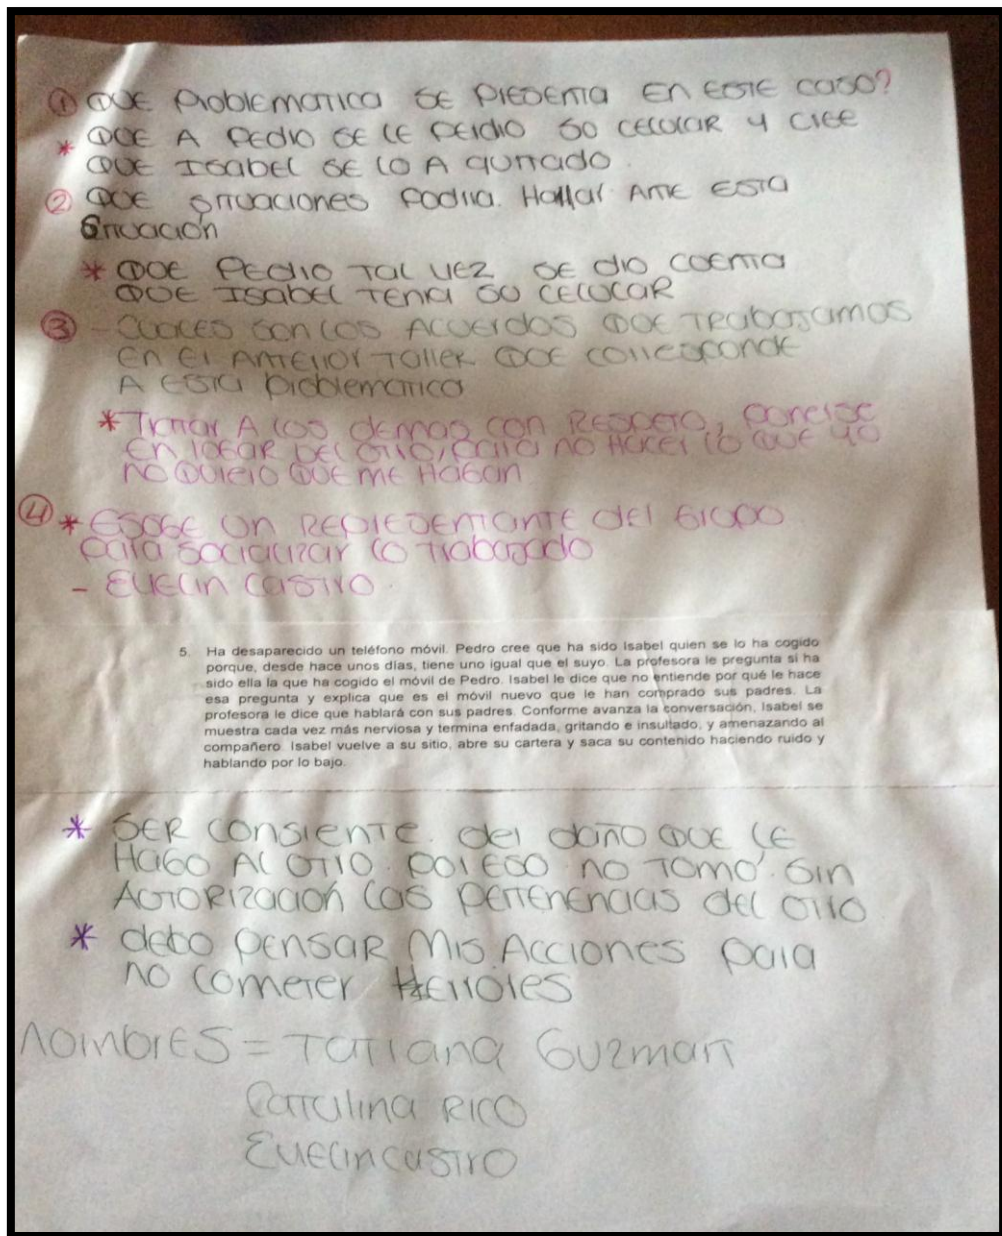 ① QUE PROBLEMATICA SE PRESENTA EN ESTE CASO?
* QUE A PEDRO SE LE PERDIO SO CELULAR Y CREE
QUE ISABEL SE LO A QUITADO.
② QUE SITUACIONES PODRIA HALLAR ANTE ESTA
SITUACIÓN
* QUE PEDRO TAL VEZ SE DIO CUENTA
QUE ISABEL TENIA SU CELULAR
③ - CUALES SON LOS ACUERDOS QUE TRABAJAMOS
EN EL ANTERIOR TALLER QUE CORRESPONDE
A ESTA PROBLEMATICA
* TRATAR A LOS DEMAS CON RESPETO, PONERSE
EN LUGAR DEL OTRO, PARA NO HACER LO QUE YO
NO QUIERO QUE ME HAGAN
④ * ESCOGE UN REPRESENTANTE DEL GRUPO
PARA SOCIALIZAR LO TRABAJADO
- EVELIN CASTRO.
5. Ha desaparecido un teléfono móvil. Pedro cree que ha sido Isabel quien se lo ha cogido
porque, desde hace unos días, tiene uno igual que el suyo. La profesora le pregunta si ha
sido ella la que ha cogido el móvil de Pedro. Isabel le dice que no entiende por qué le hace
esa pregunta y explica que es el móvil nuevo que le han comprado sus padres. La
profesora le dice que hablará con sus padres. Conforme avanza la conversación, Isabel se
muestra cada vez más nerviosa y termina enfadada, gritando e insultado, y amenazando al
compañero. Isabel vuelve a su sitio, abre su cartera y saca su contenido haciendo ruido y
hablando por lo bajo.
* SER CONSIENTE DEL DAÑO QUE LE
HAGO AL OTRO. POR ESO NO TOMO SIN
AUTORIZACIÓN LAS PERTENENCIAS DEL OTRO.
* debo PENSAR MIS ACCIONES para
NO COMETER ERRORES
NOMBRES = TATIANA GUZMAN
CATALINA RICO
EVELIN CASTRO